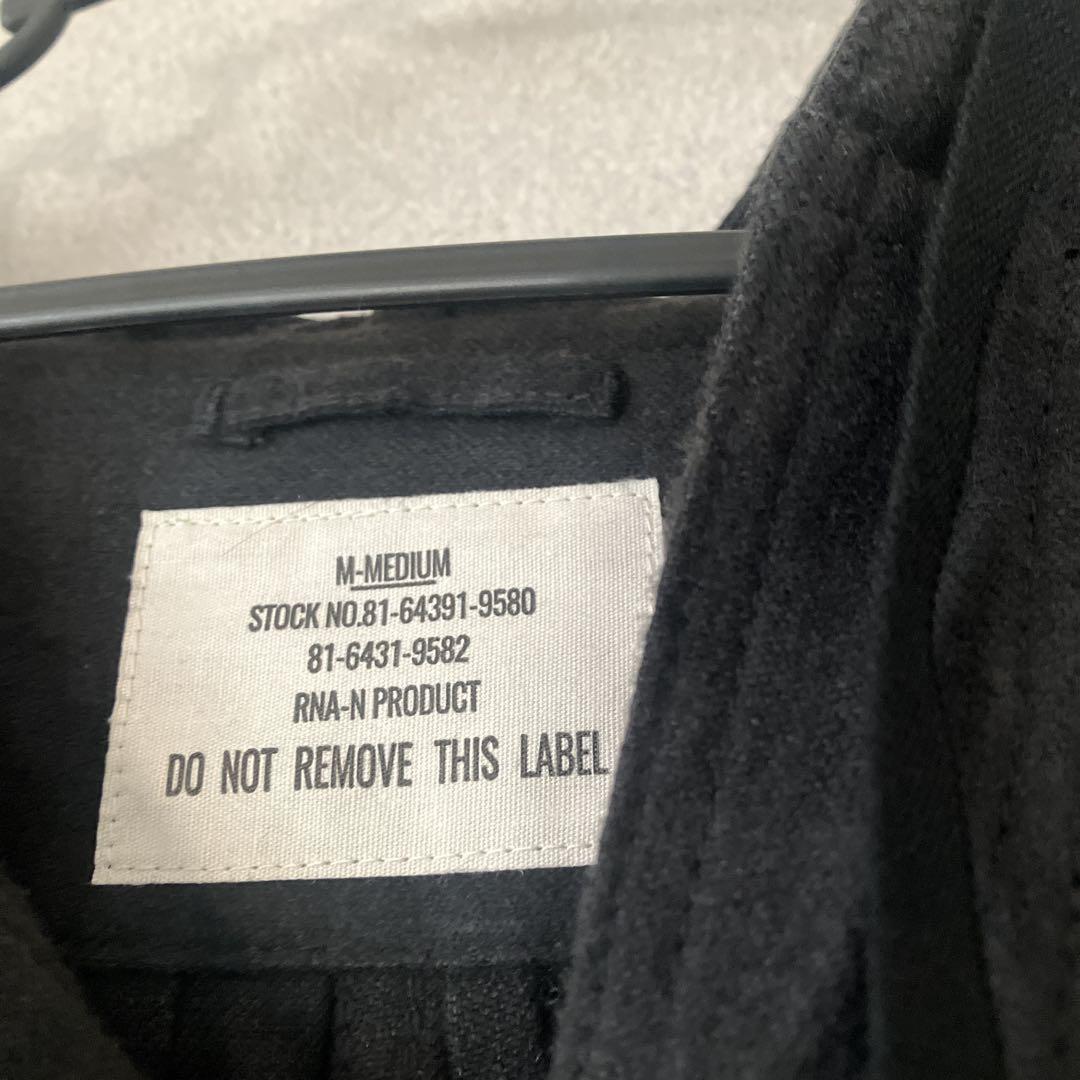 M-MEDIUM
STOCK NO.81-64391-9580
81-6431-9582
RNA-N PRODUCT
DO NOT REMOVE THIS LABEL